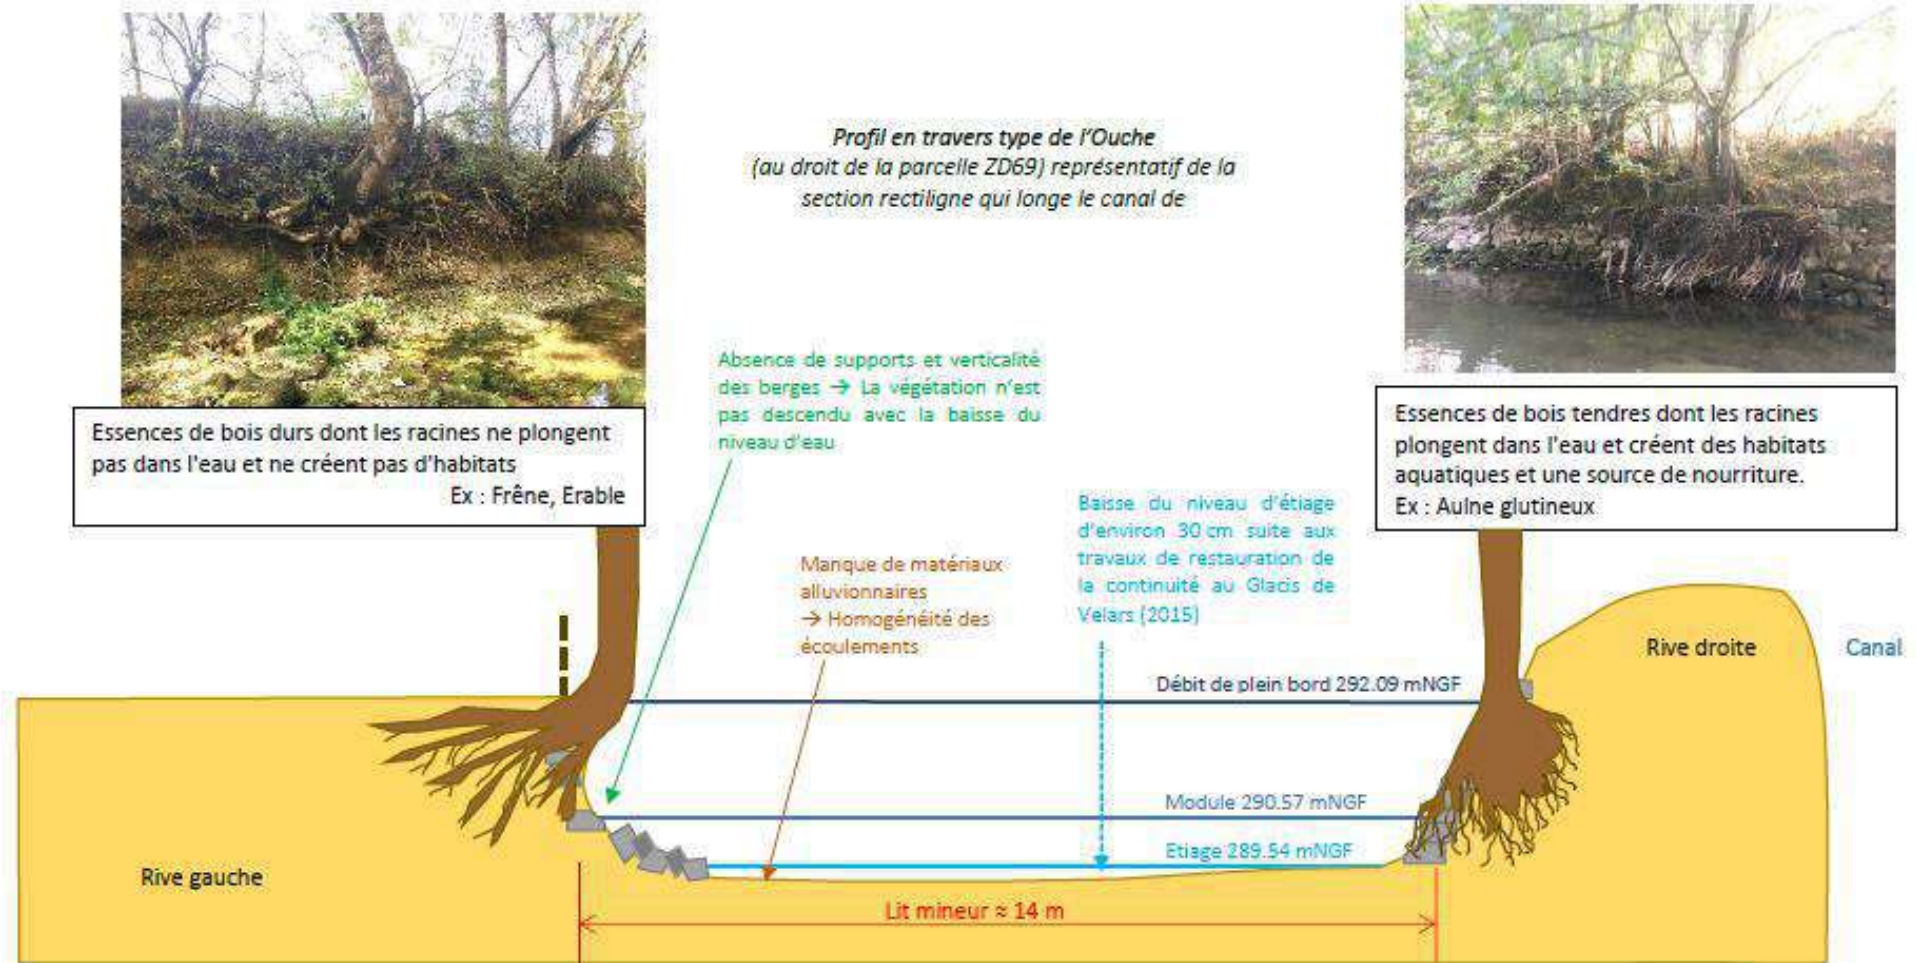 Profil en travers type de l'Ouche
(au droit de la parcelle ZD69) représentatif de la
section rectiligne qui longe le canal de
Essences de bois durs dont les racines ne plongent
pas dans l'eau et ne créent pas d'habitats
Ex : Frêne, Erable
Absence de supports et verticalité
des berges → La végétation n'est
pas descendu avec la baisse du
niveau d'eau
Essences de bois tendres dont les racines
plongent dans l'eau et créent des habitats
aquatiques et une source de nourriture.
Ex : Aulne glutineux
Manque de matériaux
alluvionnaires
→ Homogénéité des
écoulements
Baisse du niveau d'étiage
d'environ 30 cm suite aux
travaux de restauration de
la continuité au Glacis de
Velars (2015)
Rive droite
Canal
Débit de plein bord 292.09 mNGF
Module 290.57 mNGF
Etiage 289.54 mNGF
Rive gauche
Lit mineur ≈ 14 m